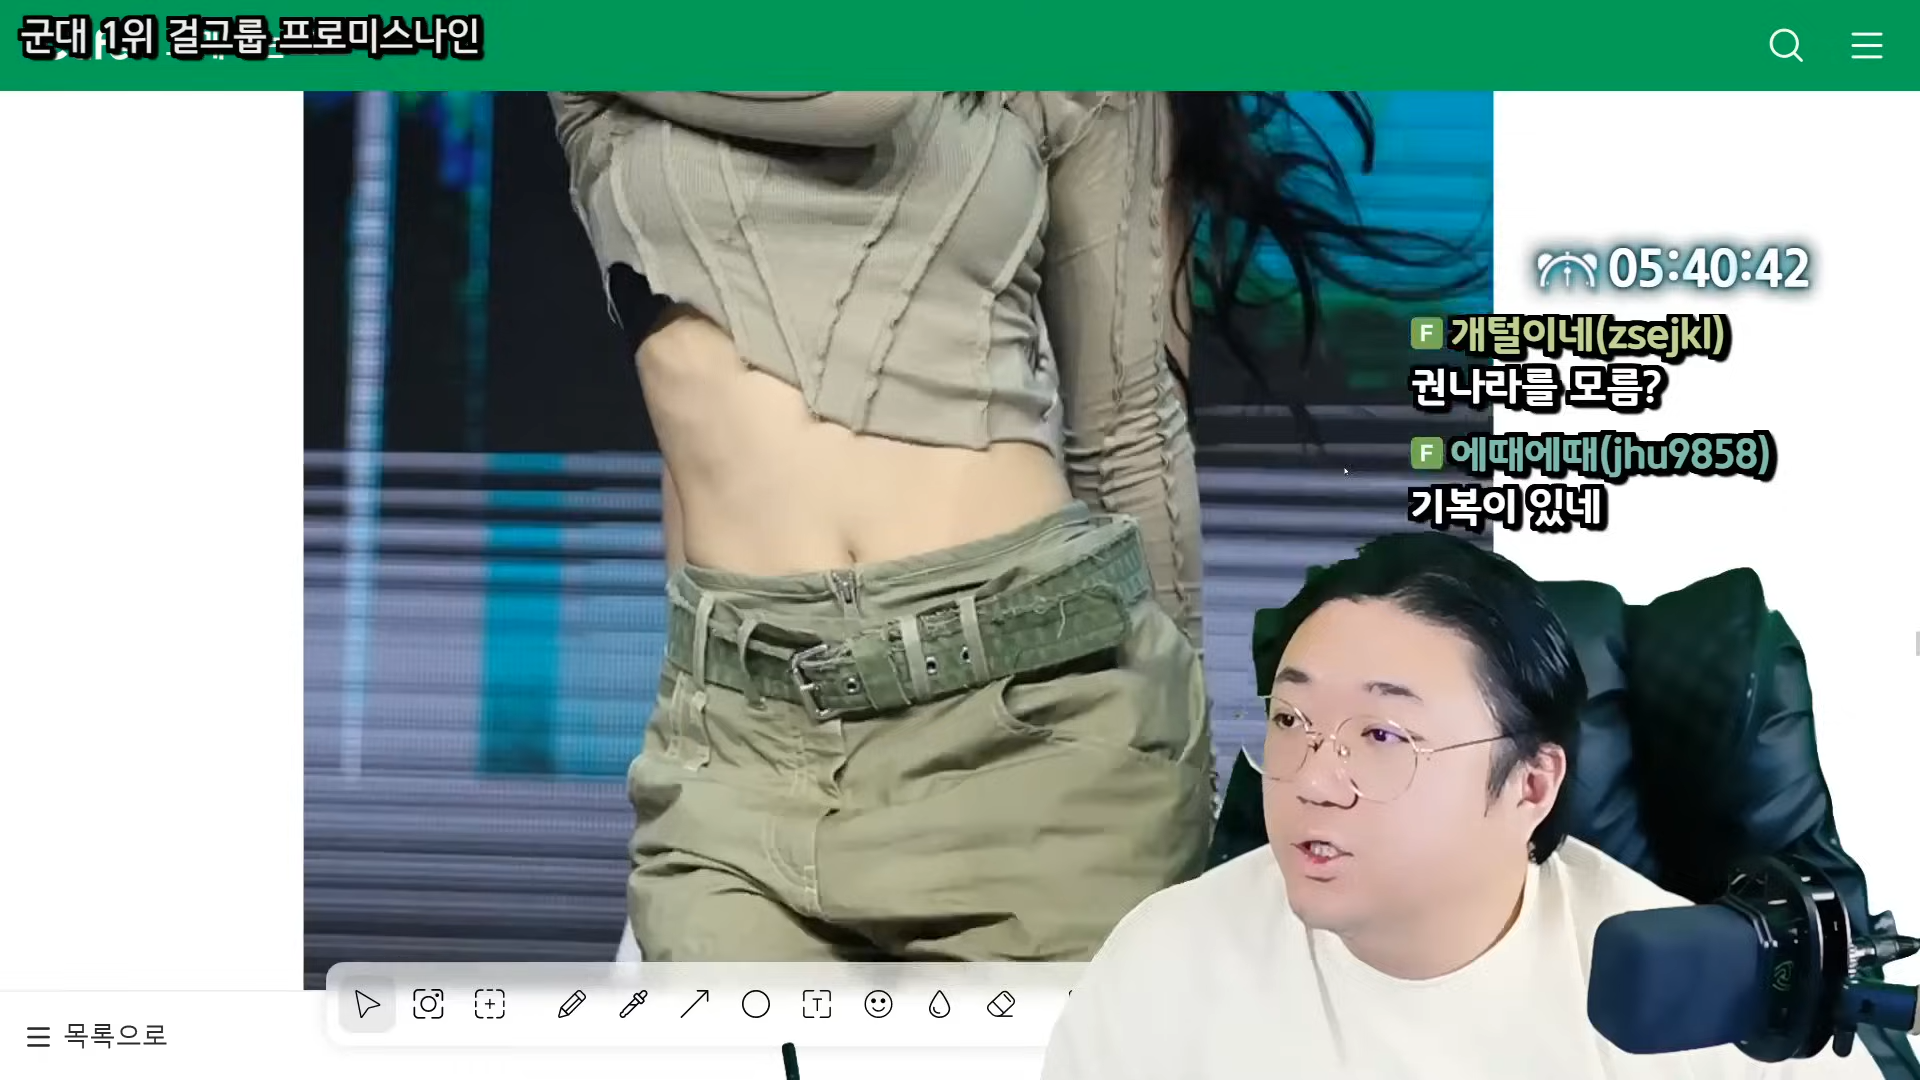 군대 1위 걸그룹 프로미스나인
05:40:42
F 개털이네(zsejkl)
권나라를 모름?
F 에때에때(jhu9858)
기복이 있네
T
목록으로